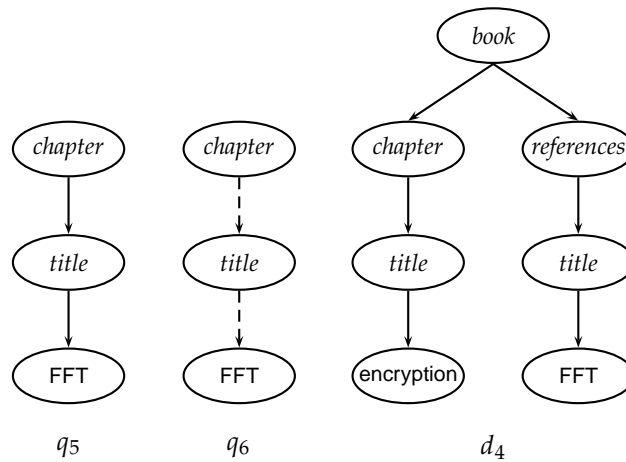 book
chapter chapter chapter references
title title title title
FFT FFT encryption FFT
q5 q6 d4